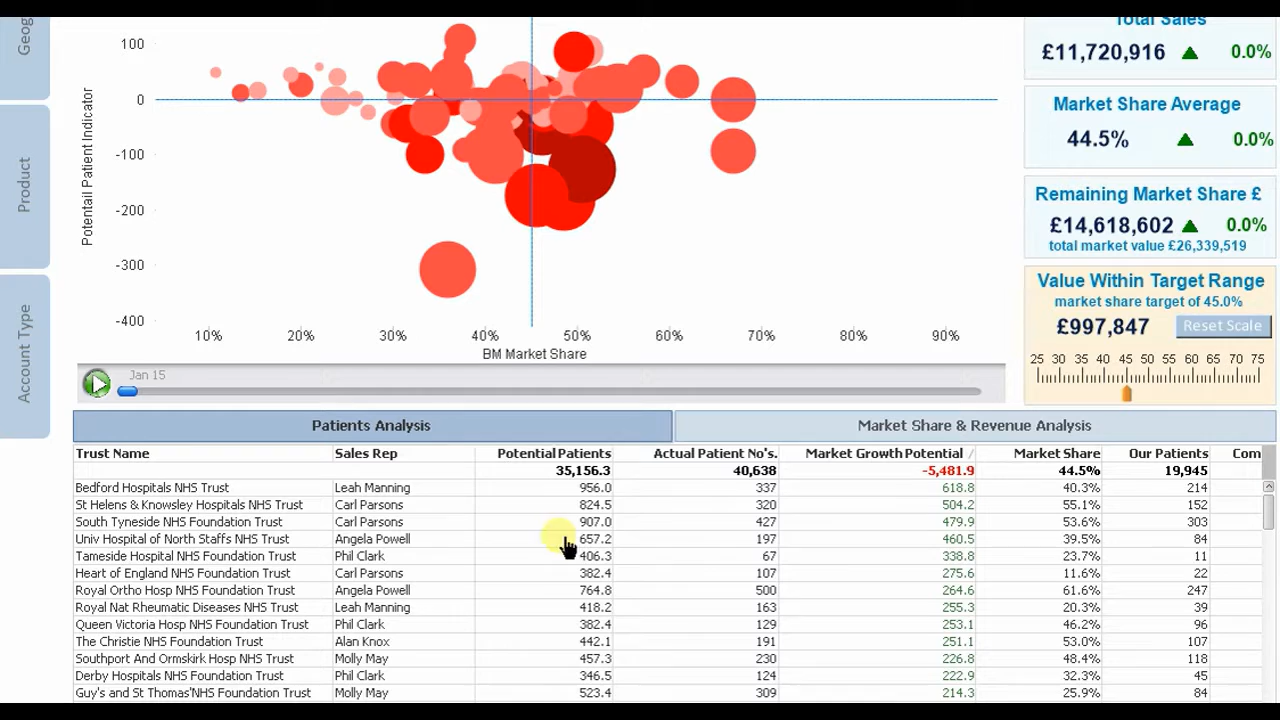 Geog
Product
Account Type
Potentail Patient Indicator
100
0
-100
-200
-300
-400
10% 20% 30% 40% 50% 60% 70% 80% 90%
BM Market Share
Jan 15
Total Sales
£11,720,916 0.0%
Market Share Average
44.5% 0.0%
Remaining Market Share £
£14,618,602 0.0%
total market value £26,339,519
Value Within Target Range
market share target of 45.0%
£997,847 Reset Scale
25 30 35 40 45 50 55 60 65 70 75
Patients Analysis Market Share & Revenue Analysis
Trust Name Sales Rep Potential Patients Actual Patient No's. Market Growth Potential / Market Share Our Patients Com
35,156.3 40,638 -5,481.9 44.5% 19,945
Bedford Hospitals NHS Trust Leah Manning 956.0 337 618.8 40.3% 214
St Helens & Knowsley Hospitals NHS Trust Carl Parsons 824.5 320 504.2 55.1% 152
South Tyneside NHS Foundation Trust Carl Parsons 907.0 427 479.9 53.6% 303
Univ Hospital of North Staffs NHS Trust Angela Powell 657.2 197 460.5 39.5% 84
Tameside Hospital NHS Foundation Trust Phil Clark 406.3 67 338.8 23.7% 11
Heart of England NHS Foundation Trust Carl Parsons 382.4 107 275.6 11.6% 22
Royal Ortho Hosp NHS Foundation Trust Angela Powell 764.8 500 264.6 61.6% 247
Royal Nat Rheumatic Diseases NHS Trust Leah Manning 418.2 163 255.3 20.3% 39
Queen Victoria Hosp NHS Foundation Trust Phil Clark 382.4 129 253.1 46.2% 96
The Christie NHS Foundation Trust Alan Knox 442.1 191 251.1 53.0% 107
Southport And Ormskirk Hosp NHS Trust Molly May 457.3 230 226.8 48.4% 118
Derby Hospitals NHS Foundation Trust Phil Clark 346.5 124 222.9 32.3% 45
Guy's and St Thomas'NHS Foundation Trust Molly May 523.4 309 214.3 25.9% 84